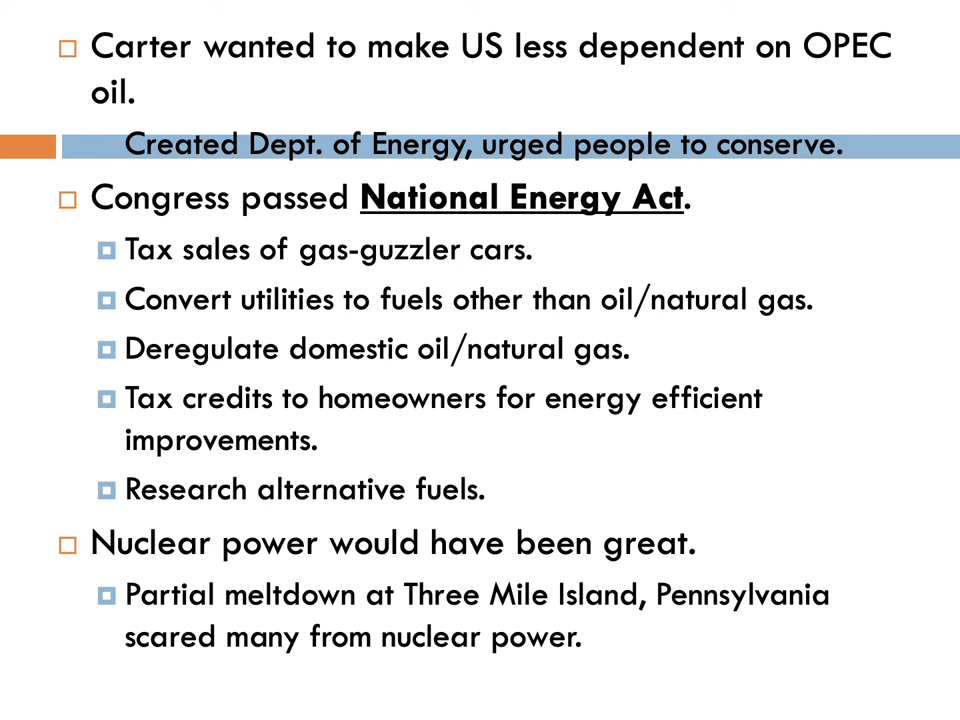 Carter wanted to make US less dependent on OPEC
oil.
Created Dept. of Energy, urged people to conserve.
Congress passed National Energy Act.
Tax sales of gas-guzzler cars.
Convert utilities to fuels other than oil/natural gas.
Deregulate domestic oil/natural gas.
Tax credits to homeowners for energy efficient
improvements.
Research alternative fuels.
Nuclear power would have been great.
Partial meltdown at Three Mile Island, Pennsylvania
scared many from nuclear power.